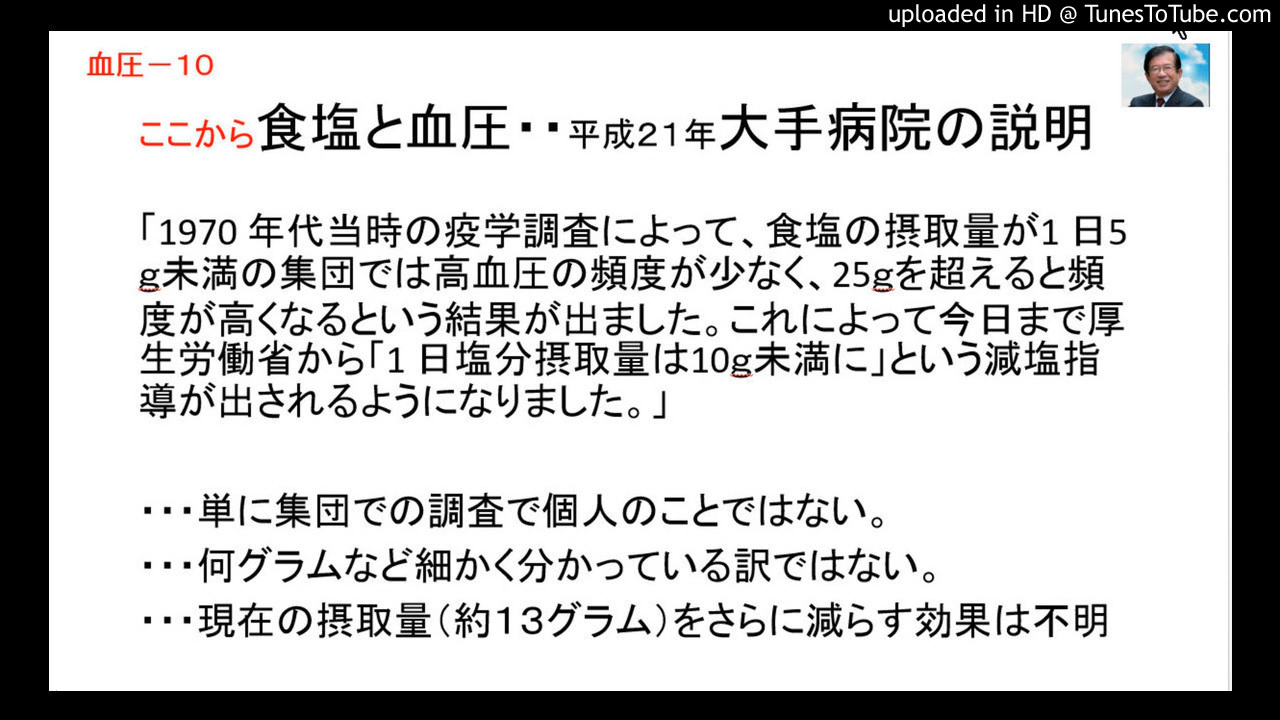 uploaded in HD @ TunesToTube.com
血圧－10
ここから食塩と血圧・・平成２１年大手病院の説明
「1970 年代当時の疫学調査によって、食塩の摂取量が1 日5
g未満の集団では高血圧の頻度が少なく、25gを超えると頻
度が高くなるという結果が出ました。これによって今日まで厚
生労働省から「1 日塩分摂取量は10g未満に」という減塩指
導が出されるようになりました。」
・・・単に集団での調査で個人のことではない。
・・・何グラムなど細かく分かっている訳ではない。
・・・現在の摂取量（約１３グラム）をさらに減らす効果は不明